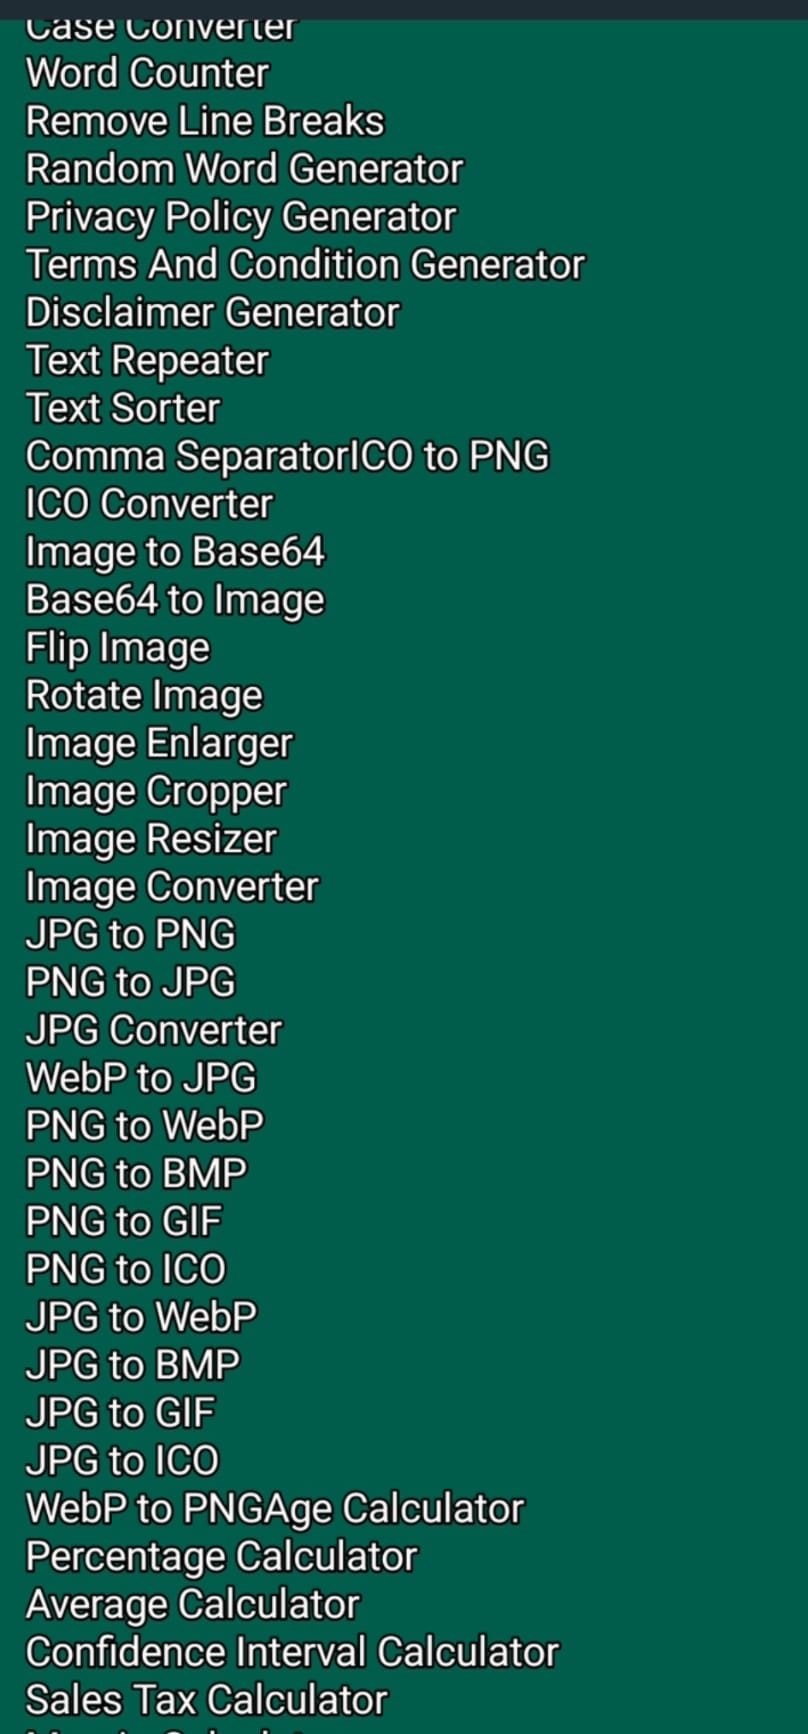 Case Converter
Word Counter
Remove Line Breaks
Random Word Generator
Privacy Policy Generator
Terms And Condition Generator
Disclaimer Generator
Text Repeater
Text Sorter
Comma SeparatorICO to PNG
ICO Converter
Image to Base64
Base64 to Image
Flip Image
Rotate Image
Image Enlarger
Image Cropper
Image Resizer
Image Converter
JPG to PNG
PNG to JPG
JPG Converter
WebP to JPG
PNG to WebP
PNG to BMP
PNG to GIF
PNG to ICO
JPG to WebP
JPG to BMP
JPG to GIF
JPG to ICO
WebP to PNGAge Calculator
Percentage Calculator
Average Calculator
Confidence Interval Calculator
Sales Tax Calculator